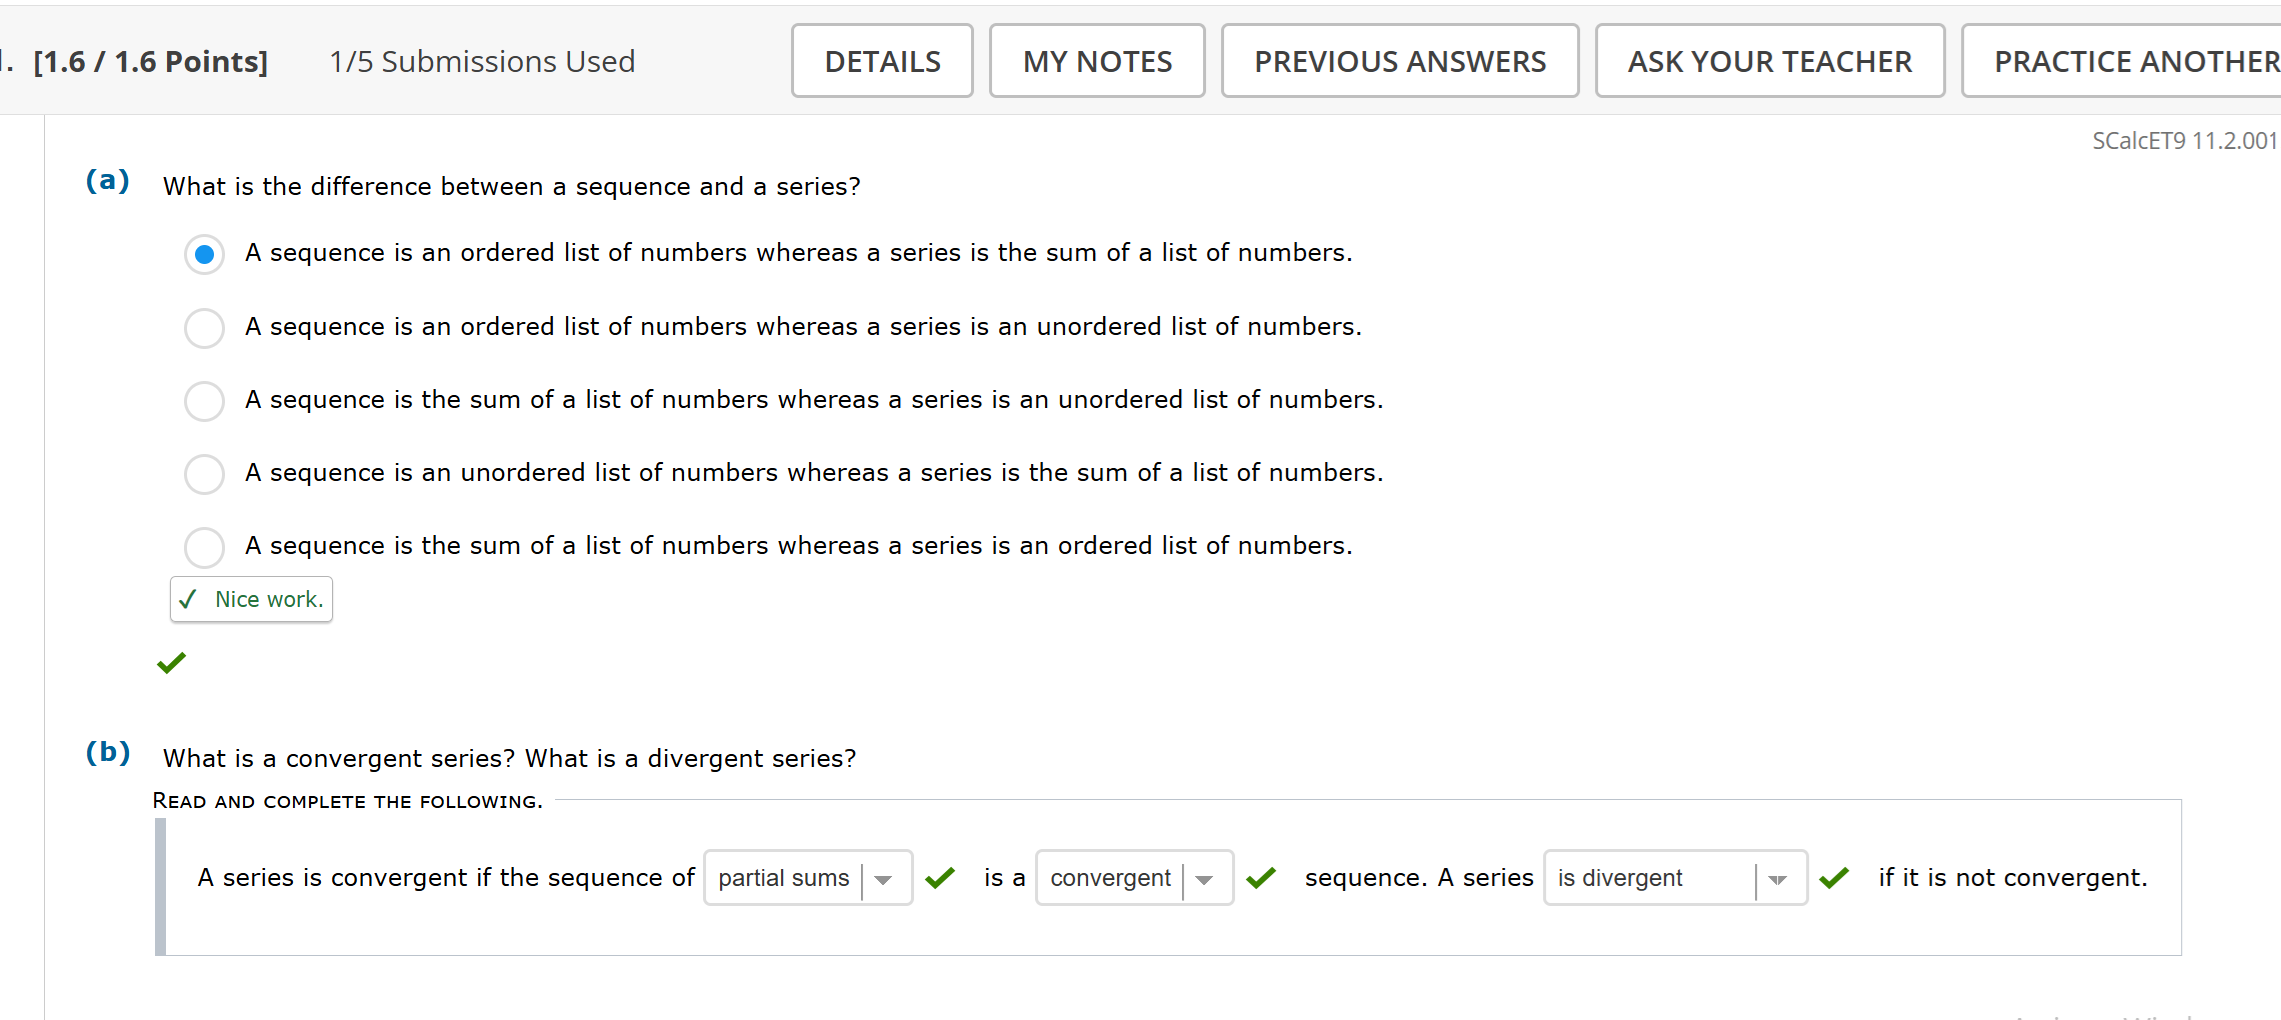 . [1.6 / 1.6 Points] 1/5 Submissions Used DETAILS MY NOTES PREVIOUS ANSWERS ASK YOUR TEACHER PRACTICE ANOTHER
SCalcET9 11.2.001
(a) What is the difference between a sequence and a series?
A sequence is an ordered list of numbers whereas a series is the sum of a list of numbers.
A sequence is an ordered list of numbers whereas a series is an unordered list of numbers.
A sequence is the sum of a list of numbers whereas a series is an unordered list of numbers.
A sequence is an unordered list of numbers whereas a series is the sum of a list of numbers.
A sequence is the sum of a list of numbers whereas a series is an ordered list of numbers.
✓ Nice work.
(b) What is a convergent series? What is a divergent series?
READ AND COMPLETE THE FOLLOWING.
A series is convergent if the sequence of partial sums is a convergent sequence. A series is divergent if it is not convergent.